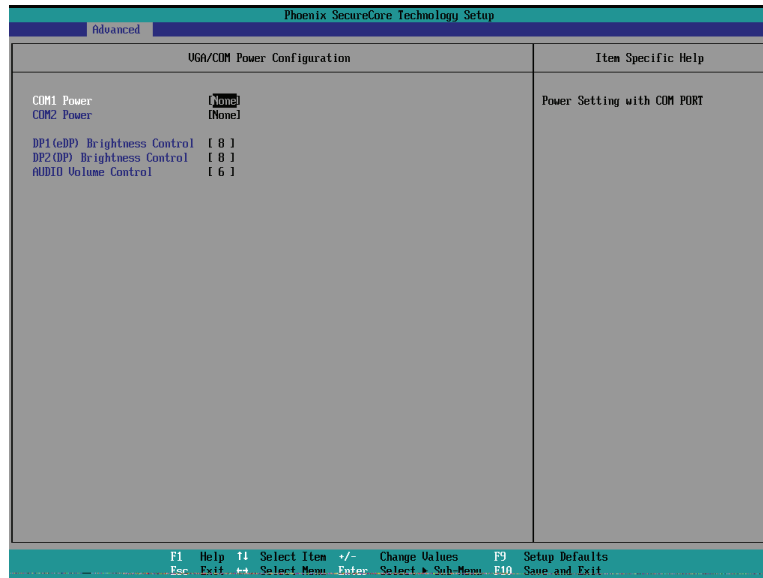 Phoenix SecureCore Technology Setup
Advanced
VGA/COM Power Configuration
Item Specific Help
COM1 Power [None]
Power Setting with COM PORT
COM2 Power [None]
DP1(eDP) Brightness Control [ 8 ]
DP2(DP) Brightness Control [ 8 ]
AUDIO Volume Control [ 6 ]
F1 Help ↑↓ Select Item +/- Change Values F9 Setup Defaults
Esc Exit ↔ Select Menu Enter Select ► Sub-Menu F10 Save and Exit